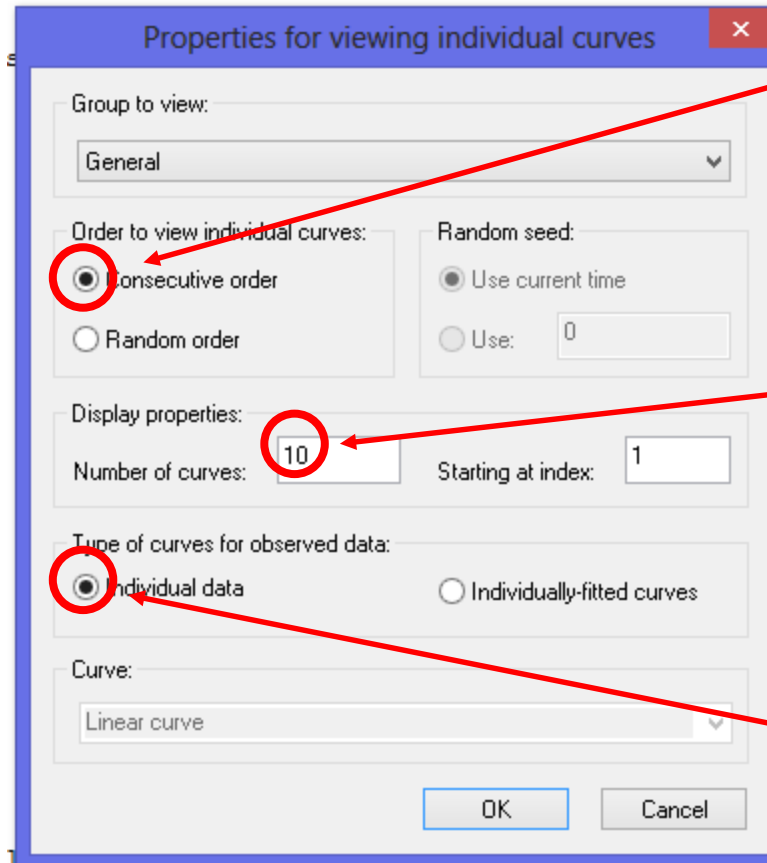 Properties for viewing individual curves
Group to view:
General
Order to view individual curves:
Consecutive order
Random order
Random seed:
Use current time
Use: 0
Display properties:
Number of curves: 10
Starting at index: 1
Type of curves for observed data:
Individual data
Individually-fitted curves
Curve:
Linear curve
OK
Cancel